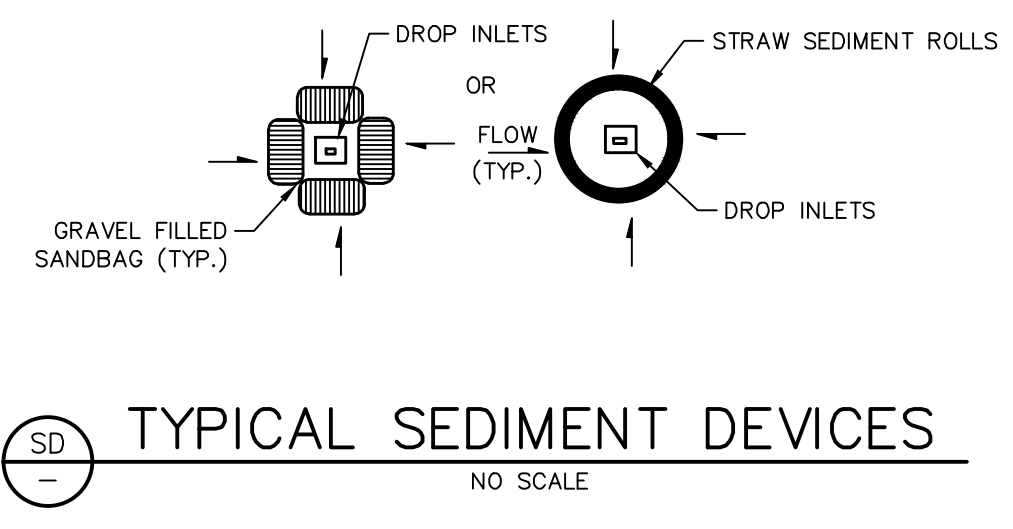 DROP INLETS
OR
STRAW SEDIMENT ROLLS
FLOW
(TYP.)
DROP INLETS
GRAVEL FILLED
SANDBAG (TYP.)
SD
-
TYPICAL SEDIMENT DEVICES
NO SCALE